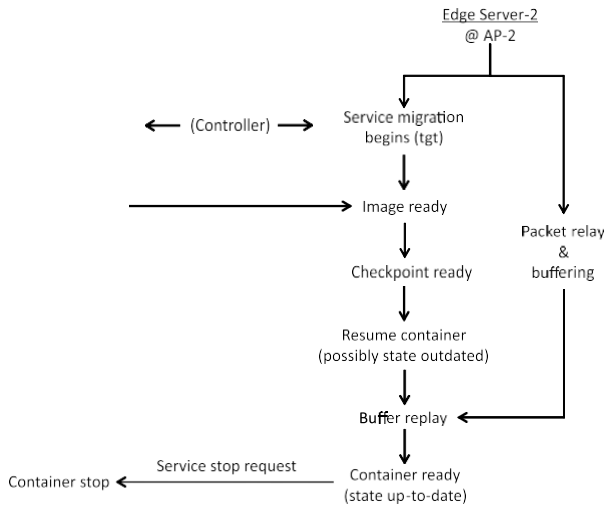 Edge Server-2
@ AP-2
(Controller)
Service migration
begins (tgt)
Image ready
Packet relay
&
buffering
Checkpoint ready
Resume container
(possibly state outdated)
Buffer replay
Service stop request
Container stop
Container ready
(state up-to-date)